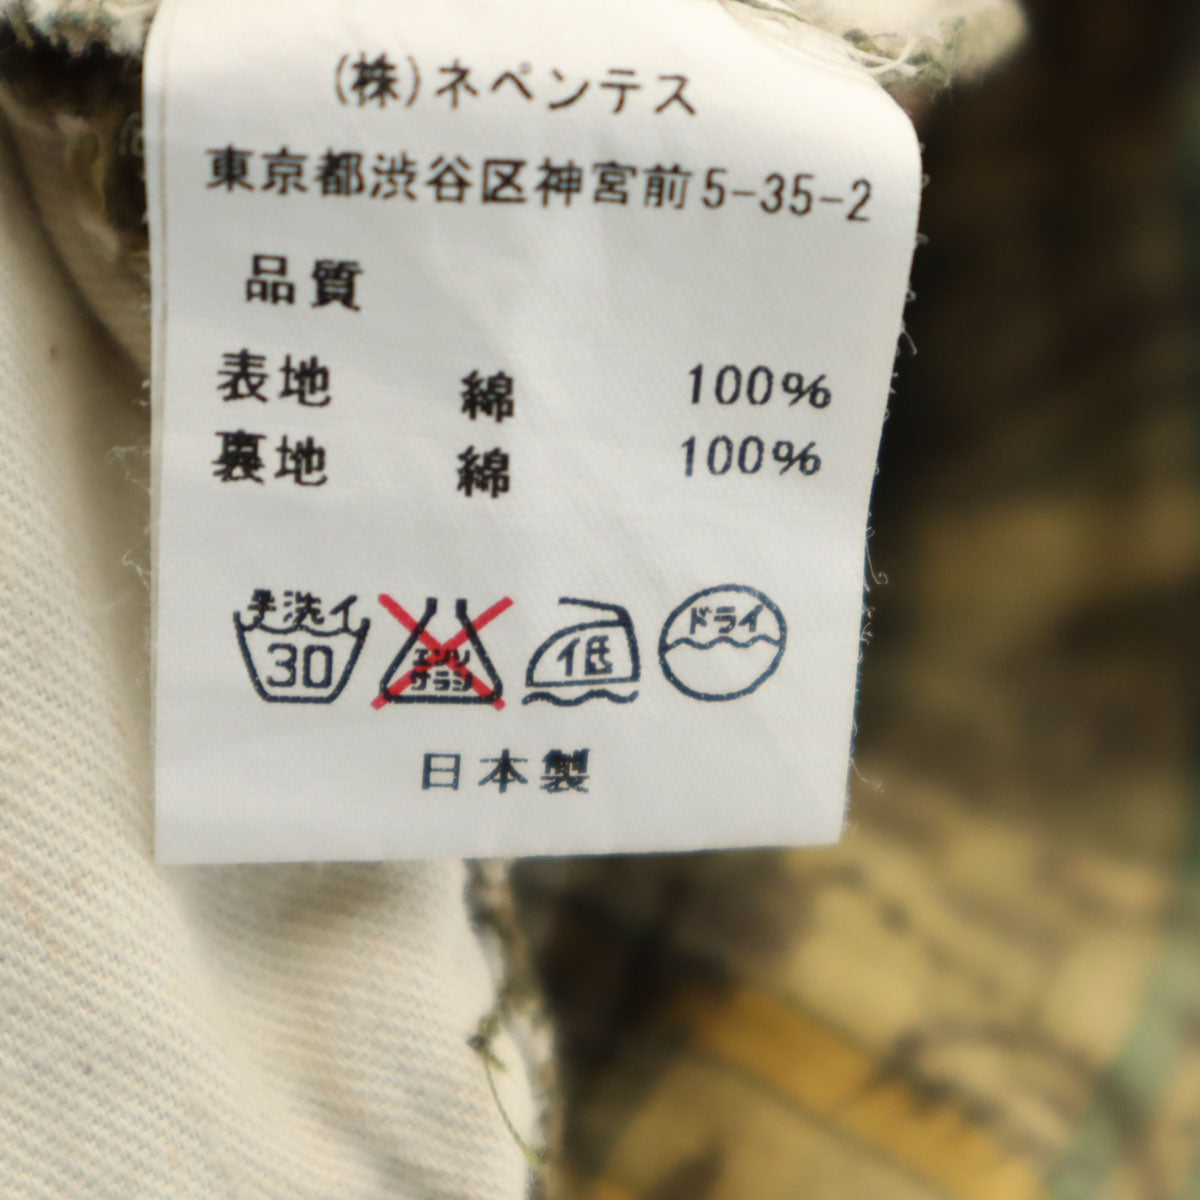 (株)ネペンテス
東京都渋谷区神宮前5-35-2
品質
表地 綿 100%
裏地 綿 100%
手洗イ 30 エンソサラシ 低 ドライ
日本製